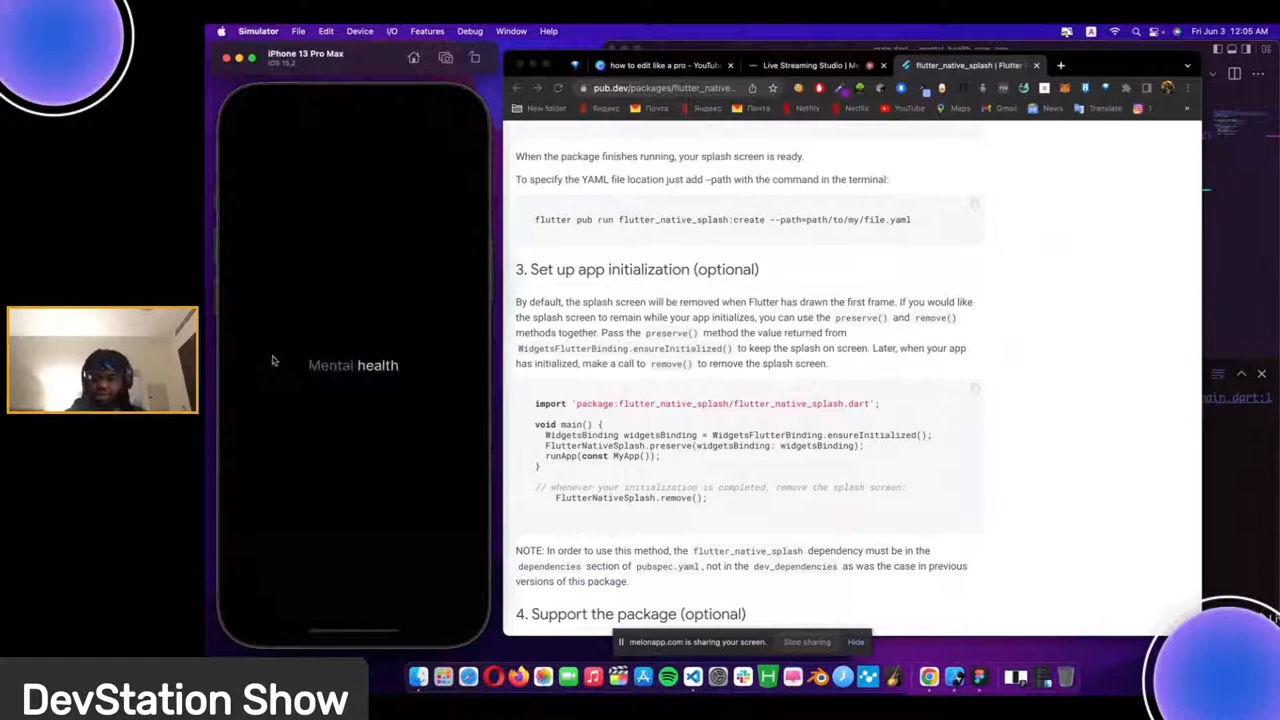 Simulator File Edit Device I/O Features Debug Window Help
Fri Jun 3 12:05 AM
iPhone 13 Pro Max
iOS 15.2
how to edit like a pro - YouTube
Live Streaming Studio | Me
flutter_native_splash | Flutter
pub.dev/packages/flutter_native...
New folder Яндекс Почта Яндекс Почта Netflix Netflix YouTube Maps Gmail News Translate
When the package finishes running, your splash screen is ready.
To specify the YAML file location just add –path with the command in the terminal:
flutter pub run flutter_native_splash:create --path=path/to/my/file.yaml
3. Set up app initialization (optional)
By default, the splash screen will be removed when Flutter has drawn the first frame. If you would like
the splash screen to remain while your app initializes, you can use the preserve() and remove()
methods together. Pass the preserve() method the value returned from
WidgetsFlutterBinding.ensureInitialized() to keep the splash on screen. Later, when your app
has initialized, make a call to remove() to remove the splash screen.
Mental health
import 'package:flutter_native_splash/flutter_native_splash.dart';
void main() {
WidgetsBinding widgetsBinding = WidgetsFlutterBinding.ensureInitialized();
FlutterNativeSplash.preserve(widgetsBinding: widgetsBinding);
runApp(const MyApp());
}
// whenever your initialization is completed, remove the splash screen:
FlutterNativeSplash.remove();
main.dart:1
NOTE: In order to use this method, the flutter_native_splash dependency must be in the
dependencies section of pubspec.yaml, not in the dev_dependencies as was the case in previous
versions of this package.
4. Support the package (optional)
melonapp.com is sharing your screen. Stop sharing Hide
DevStation Show